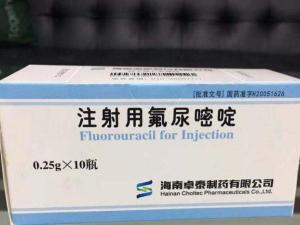 [批准文号] 国药准字H20051626
注射用氟尿嘧啶
Fluorouracil for Injection
0.25g×10瓶
海南卓泰制药有限公司
Hainan Choitec Pharmaceuticals Co., Ltd.